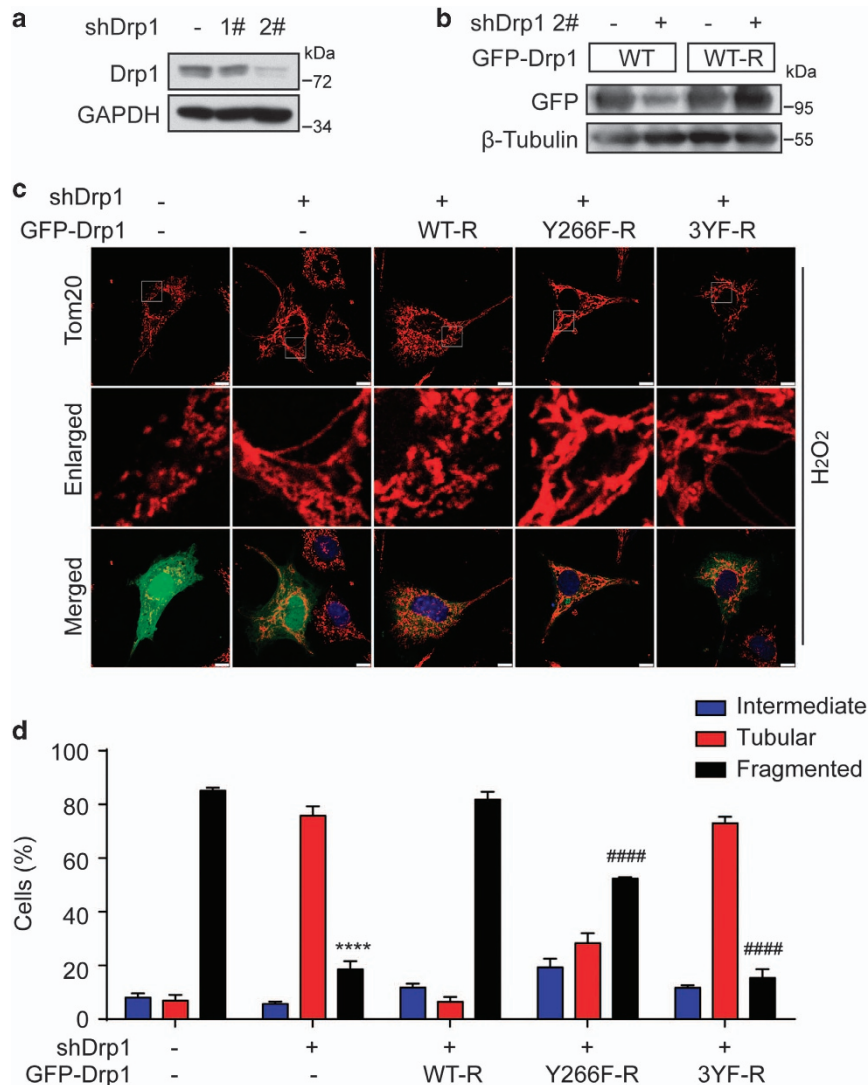 a
shDrp1 - 1# 2#
kDa
Drp1
–72
GAPDH
–34
b
shDrp1 2# - + - +
GFP-Drp1 WT WT-R
kDa
GFP
–95
β-Tubulin
–55
c
shDrp1 - + + + +
GFP-Drp1 - - WT-R Y266F-R 3YF-R
Tom20
Enlarged
Merged
H2O2
d
Intermediate
Tubular
Fragmented
Cells (%)
100
80
60
40
20
0
****
####
####
shDrp1 - + + + +
GFP-Drp1 - - WT-R Y266F-R 3YF-R